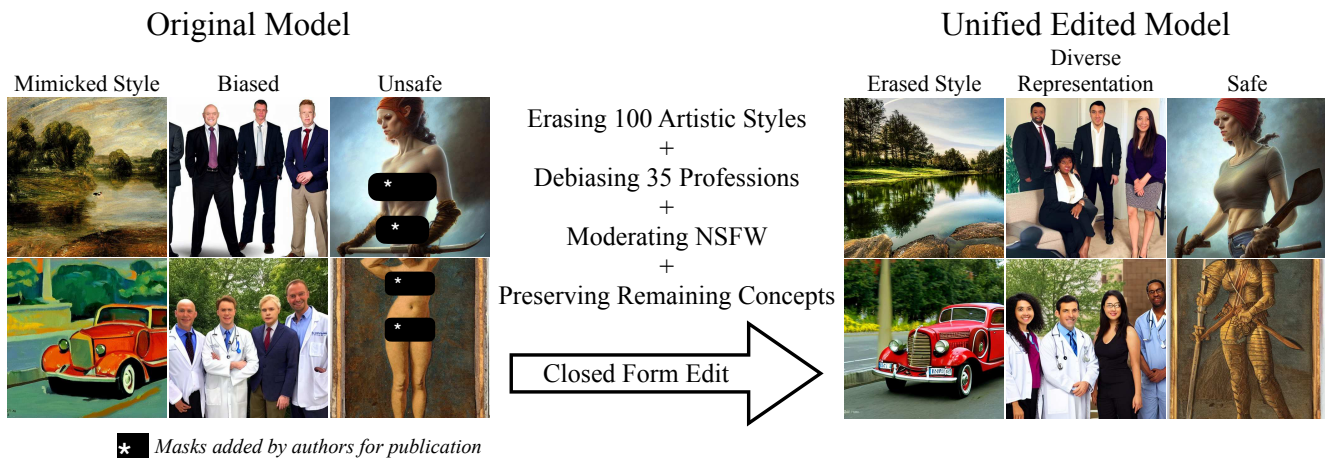 Original Model
Unified Edited Model
Mimicked Style
Biased
Unsafe
Erasing 100 Artistic Styles
+
Debiasing 35 Professions
+
Moderating NSFW
+
Preserving Remaining Concepts
Closed Form Edit
Erased Style
Diverse
Representation
Safe
*
*
*
*
* Masks added by authors for publication